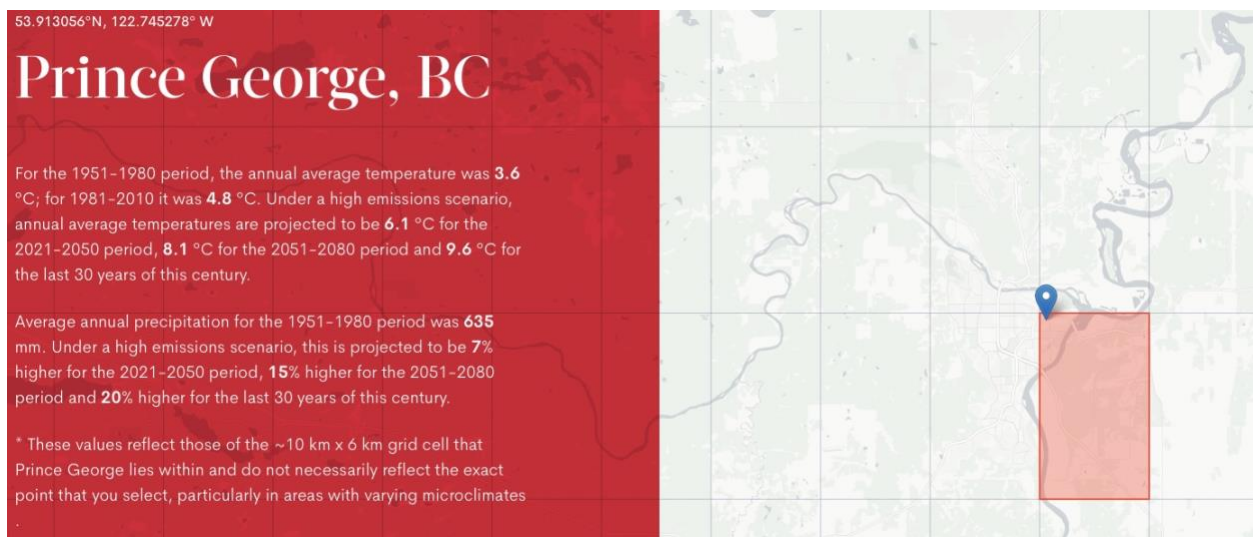 53.913056°N, 122.745278° W
Prince George, BC
For the 1951-1980 period, the annual average temperature was 3.6
°C; for 1981-2010 it was 4.8 °C. Under a high emissions scenario,
annual average temperatures are projected to be 6.1 °C for the
2021-2050 period, 8.1 °C for the 2051-2080 period and 9.6 °C for
the last 30 years of this century.
Average annual precipitation for the 1951-1980 period was 635
mm. Under a high emissions scenario, this is projected to be 7%
higher for the 2021-2050 period, 15% higher for the 2051-2080
period and 20% higher for the last 30 years of this century.
* These values reflect those of the ~10 km x 6 km grid cell that
Prince George lies within and do not necessarily reflect the exact
point that you select, particularly in areas with varying microclimates
.